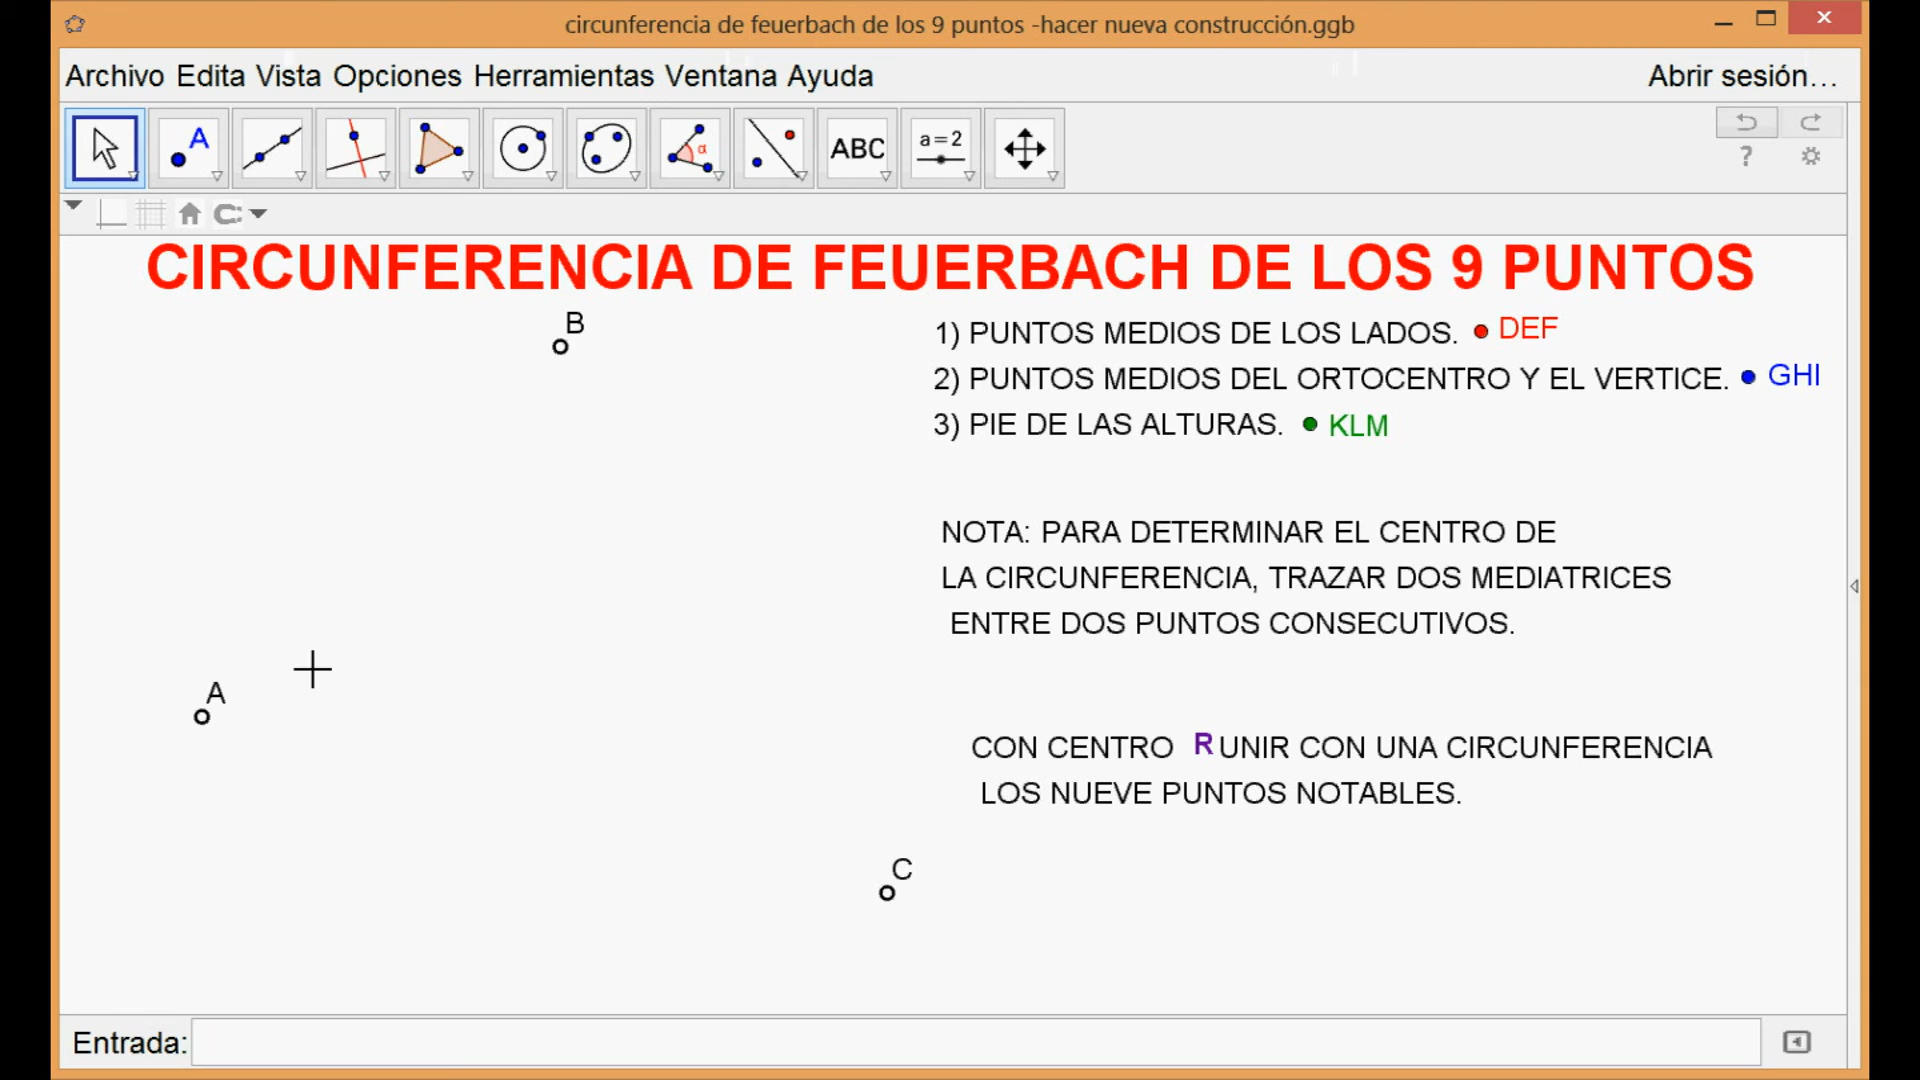 circunferencia de feuerbach de los 9 puntos -hacer nueva construcción.ggb
Archivo Edita Vista Opciones Herramientas Ventana Ayuda
Abrir sesión...
A
α
ABC
a=2
?
CIRCUNFERENCIA DE FEUERBACH DE LOS 9 PUNTOS
B
1) PUNTOS MEDIOS DE LOS LADOS. DEF
2) PUNTOS MEDIOS DEL ORTOCENTRO Y EL VERTICE. GHI
3) PIE DE LAS ALTURAS. KLM
NOTA: PARA DETERMINAR EL CENTRO DE
LA CIRCUNFERENCIA, TRAZAR DOS MEDIATRICES
ENTRE DOS PUNTOS CONSECUTIVOS.
A
CON CENTRO R UNIR CON UNA CIRCUNFERENCIA
LOS NUEVE PUNTOS NOTABLES.
C
Entrada: